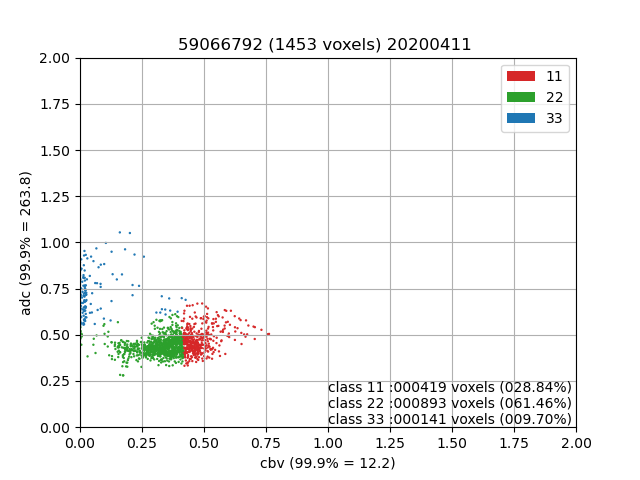 59066792 (1453 voxels) 20200411
2.00
1.75
1.50
1.25
1.00
0.75
0.50
0.25
0.00
adc (99.9% = 263.8)
11
22
33
class 11 :000419 voxels (028.84%)
class 22 :000893 voxels (061.46%)
class 33 :000141 voxels (009.70%)
0.00 0.25 0.50 0.75 1.00 1.25 1.50 1.75 2.00
cbv (99.9% = 12.2)